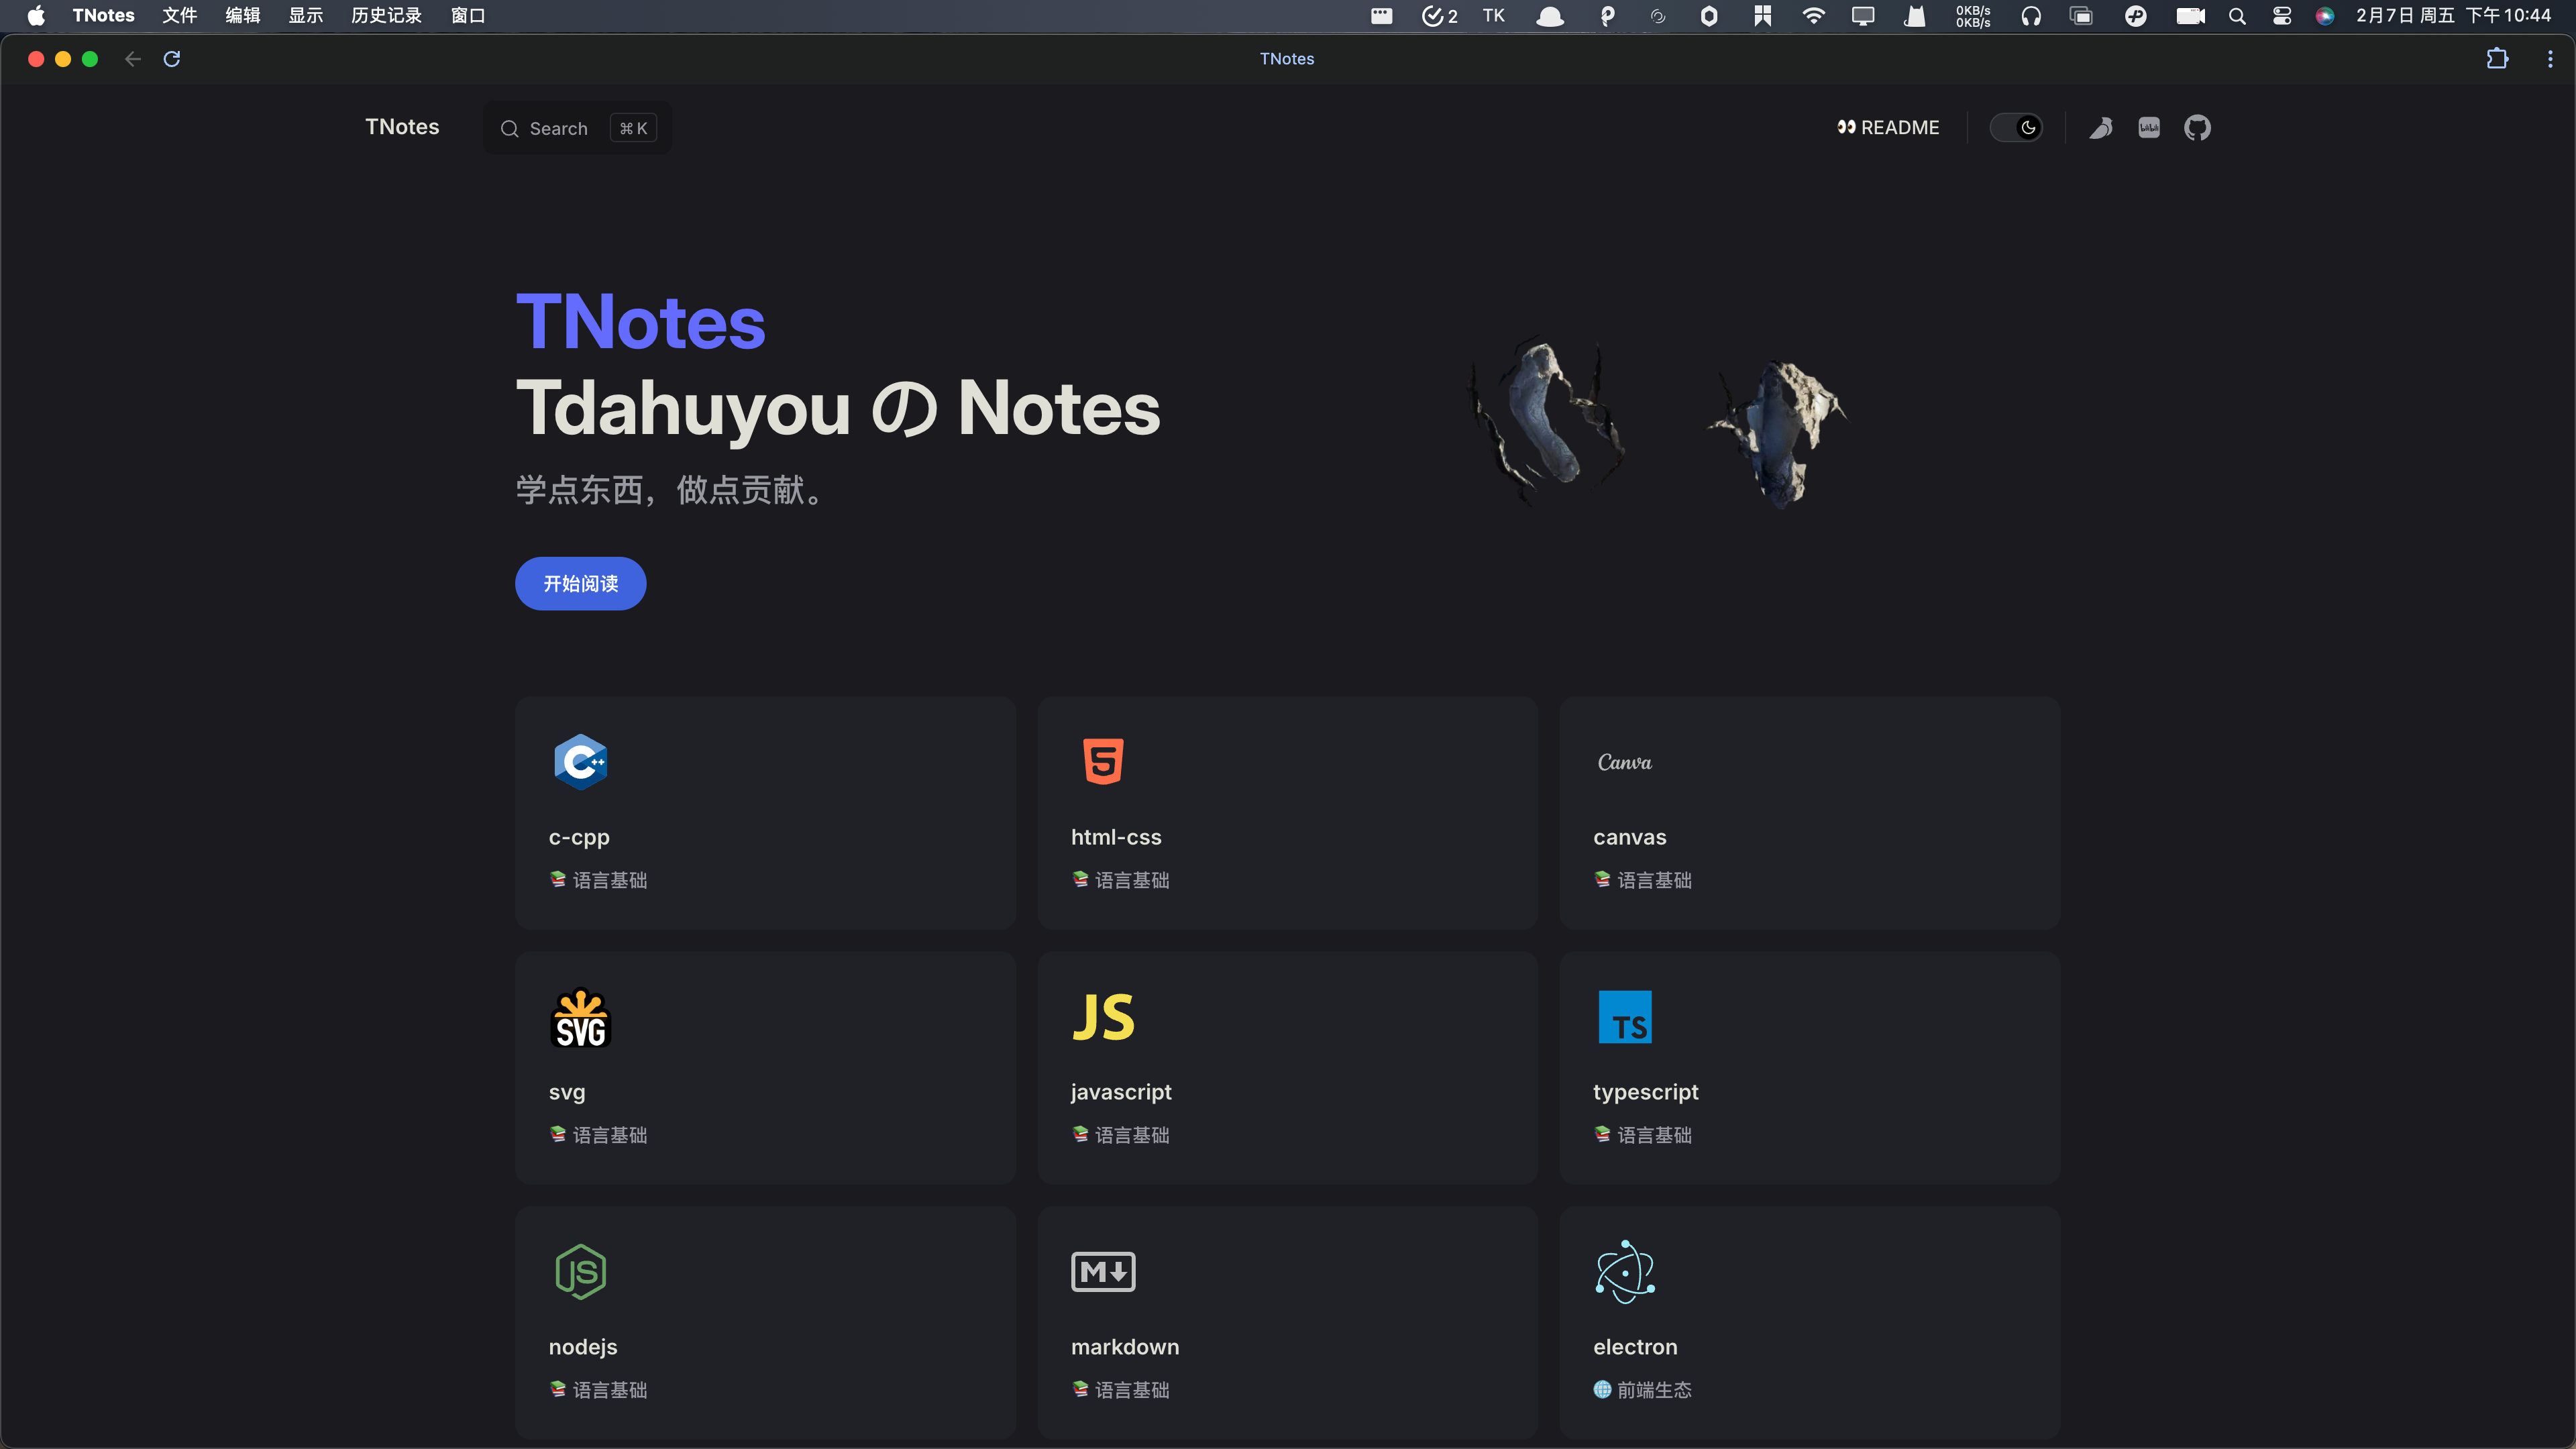 TNotes 文件 编辑 显示 历史记录 窗口 2 TK 0KB/s 0KB/s 2月7日 周五 下午10:44
TNotes
TNotes Search ⌘ K 👀 README bilibili
TNotes
Tdahuyou の Notes
学点东西，做点贡献。
开始阅读
C++ 5 Canva
c-cpp html-css canvas
📚 语言基础 📚 语言基础 📚 语言基础
SVG JS TS
svg javascript typescript
📚 语言基础 📚 语言基础 📚 语言基础
JS M
nodejs markdown electron
📚 语言基础 📚 语言基础 🌐 前端生态